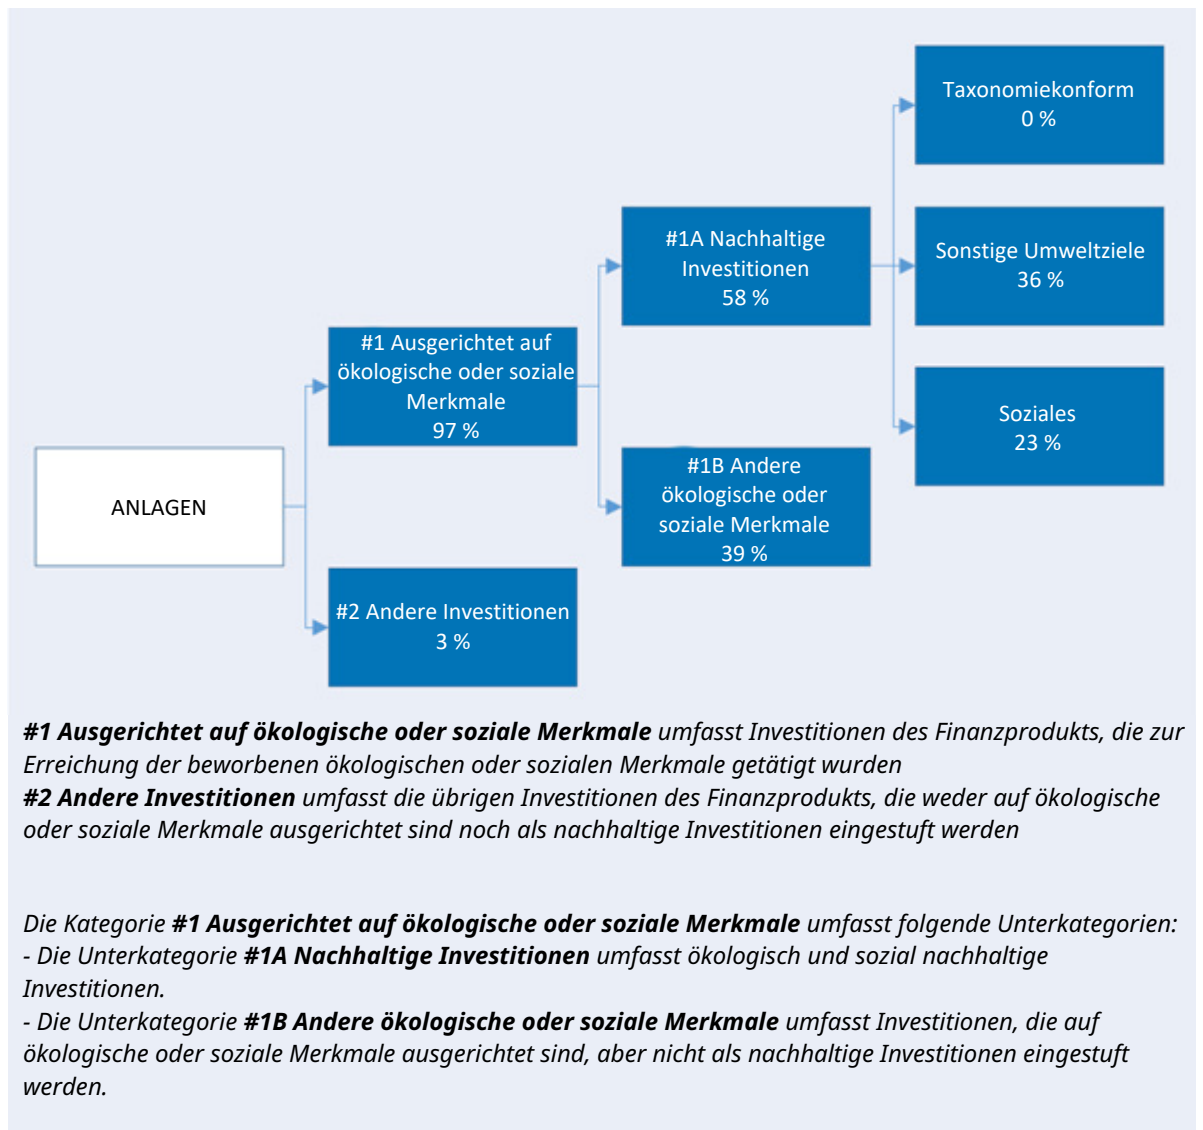 Taxonomiekonform
0 %
#1A Nachhaltige
Investitionen
58 %
Sonstige Umweltziele
36 %
#1 Ausgerichtet auf
ökologische oder soziale
Merkmale
97 %
Soziales
23 %
ANLAGEN
#1B Andere
ökologische oder
soziale Merkmale
39 %
#2 Andere Investitionen
3 %
#1 Ausgerichtet auf ökologische oder soziale Merkmale umfasst Investitionen des Finanzprodukts, die zur
Erreichung der beworbenen ökologischen oder sozialen Merkmale getätigt wurden
#2 Andere Investitionen umfasst die übrigen Investitionen des Finanzprodukts, die weder auf ökologische
oder soziale Merkmale ausgerichtet sind noch als nachhaltige Investitionen eingestuft werden
Die Kategorie #1 Ausgerichtet auf ökologische oder soziale Merkmale umfasst folgende Unterkategorien:
- Die Unterkategorie #1A Nachhaltige Investitionen umfasst ökologisch und sozial nachhaltige
Investitionen.
- Die Unterkategorie #1B Andere ökologische oder soziale Merkmale umfasst Investitionen, die auf
ökologische oder soziale Merkmale ausgerichtet sind, aber nicht als nachhaltige Investitionen eingestuft
werden.